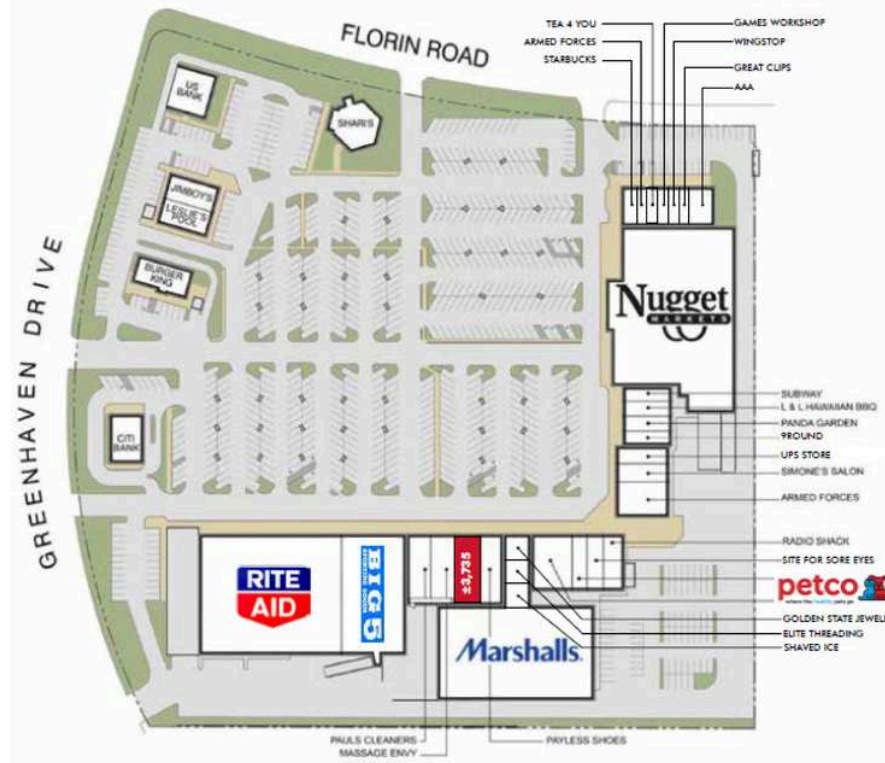 FLORIN ROAD
GREENHAVEN DRIVE
TEA 4 YOU
ARMED FORCES
STARBUCKS
GAMES WORKSHOP
WINGSTOP
GREAT CLIPS
AAA
US
BANK
SHARI'S
JIMBOY'S
LESLIE'S
POOL
BURGER
KING
CITI
BANK
Nugget
MARKETS
SUBWAY
L & L HAWAIIAN BBQ
PANDA GARDEN
9ROUND
UPS STORE
SIMONE'S SALON
ARMED FORCES
RADIO SHACK
SITE FOR SORE EYES
petco
GOLDEN STATE JEWEL
ELITE THREADING
SHAVED ICE
RITE
AID
BIG 5
SPORTING GOODS
±3,735
Marshalls.
PAULS CLEANERS
MASSAGE ENVY
PAYLESS SHOES